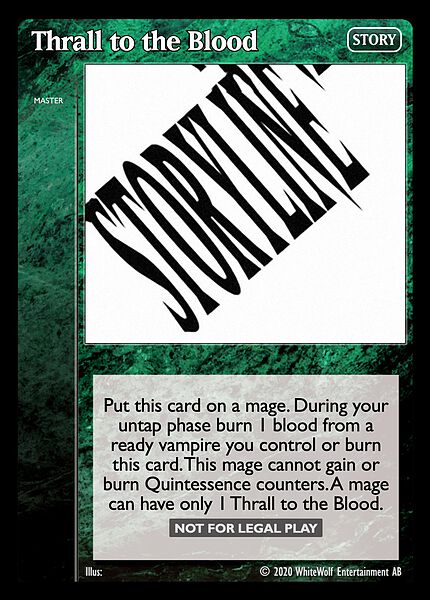 Thrall to the Blood
STORY
MASTER
STORYLINE
Put this card on a mage. During your
untap phase burn 1 blood from a
ready vampire you control or burn
this card. This mage cannot gain or
burn Quintessence counters. A mage
can have only 1 Thrall to the Blood.
NOT FOR LEGAL PLAY
Illus:
© 2020 WhiteWolf Entertainment AB